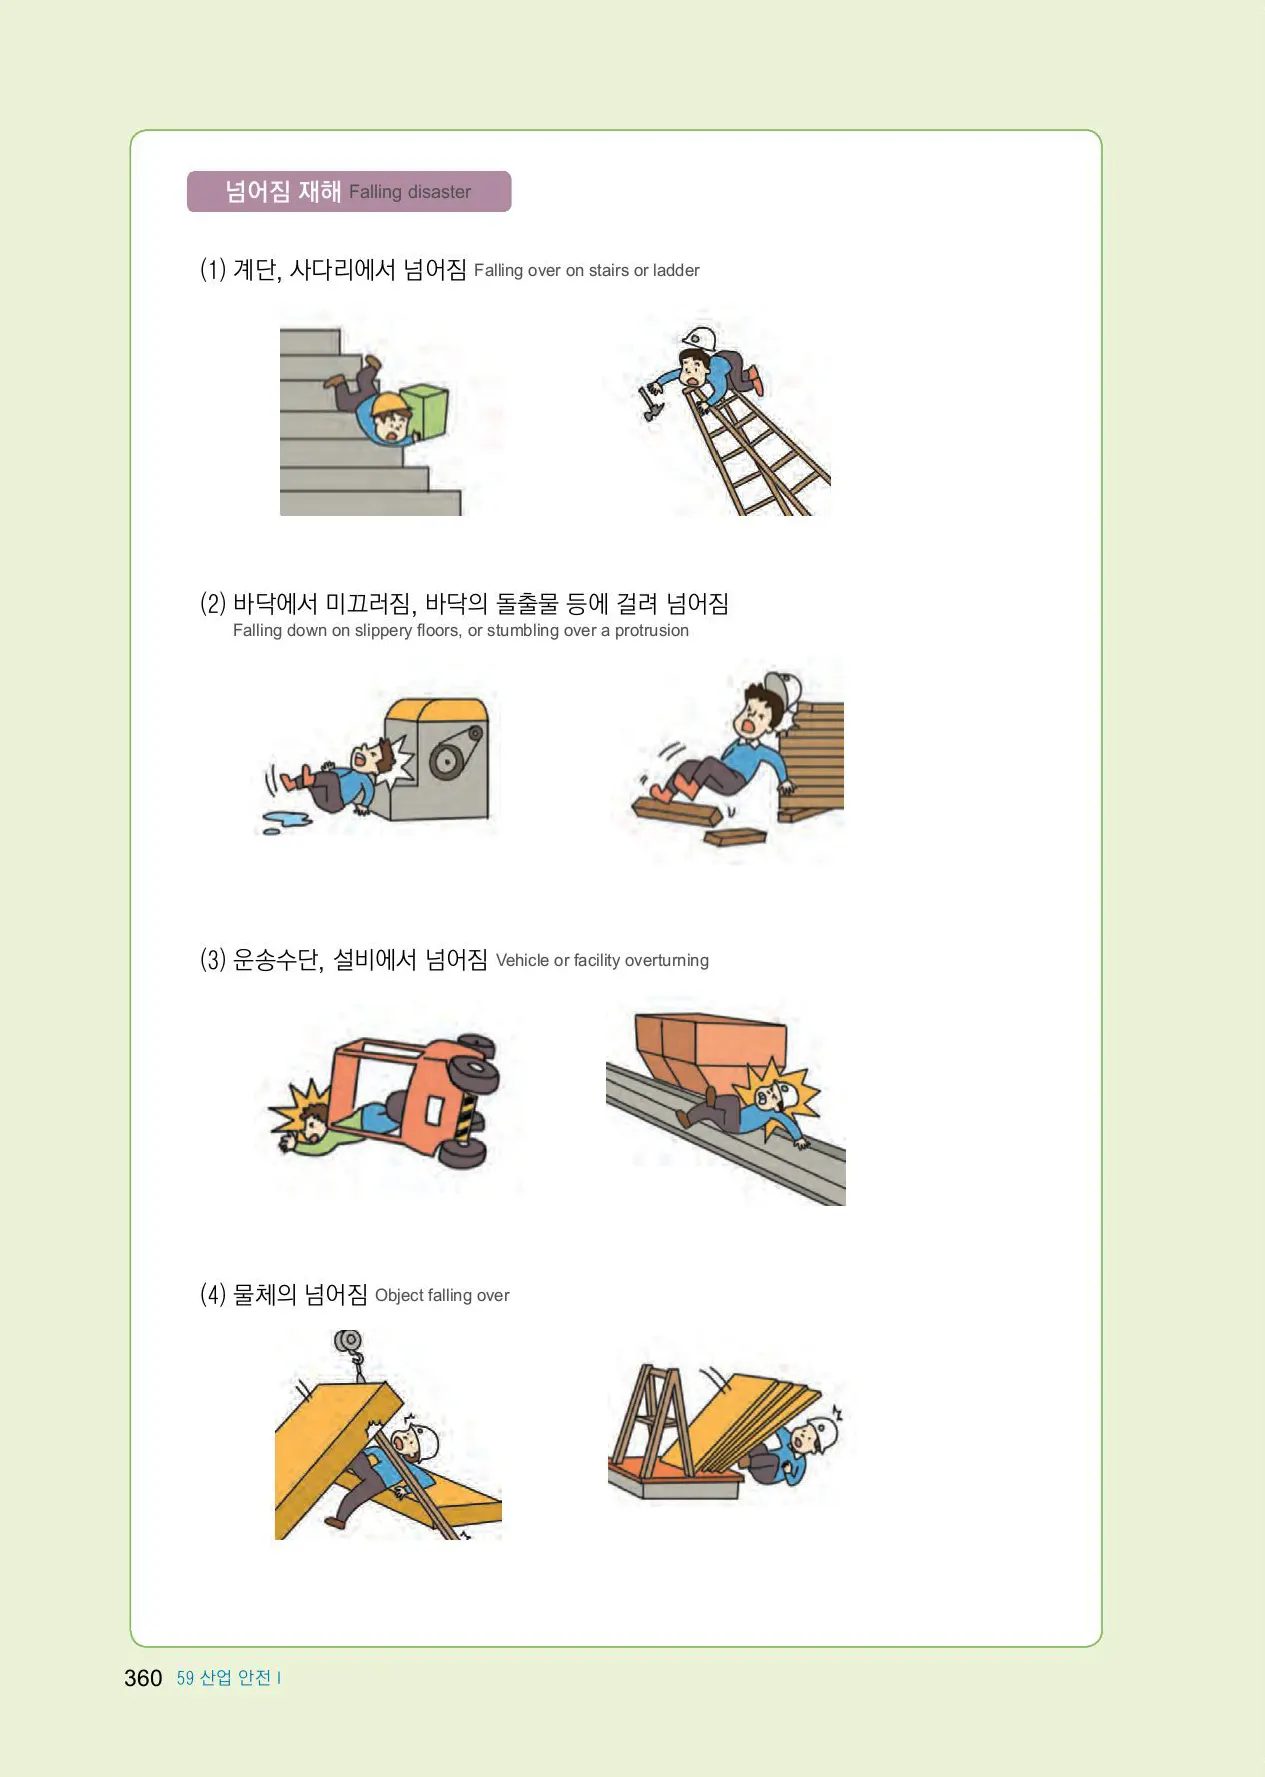 넘어짐 재해 Falling disaster
(1) 계단, 사다리에서 넘어짐 Falling over on stairs or ladder
(2) 바닥에서 미끄러짐, 바닥의 돌출물 등에 걸려 넘어짐
Falling down on slippery floors, or stumbling over a protrusion
(3) 운송수단, 설비에서 넘어짐 Vehicle or facility overturning
(4) 물체의 넘어짐 Object falling over
360 59 산업 안전 I